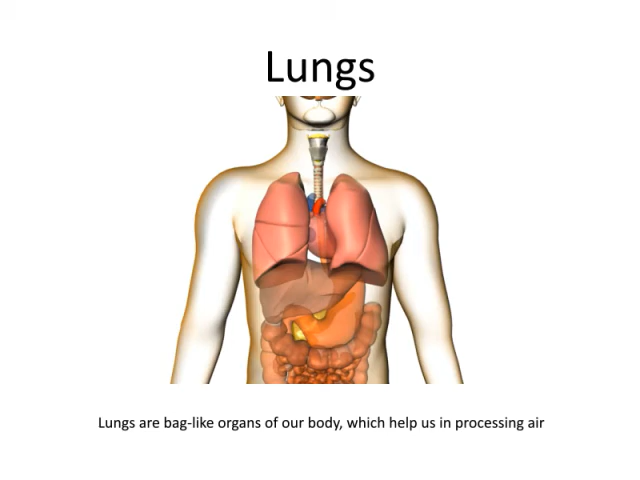 Lungs
Lungs are bag-like organs of our body, which help us in processing air